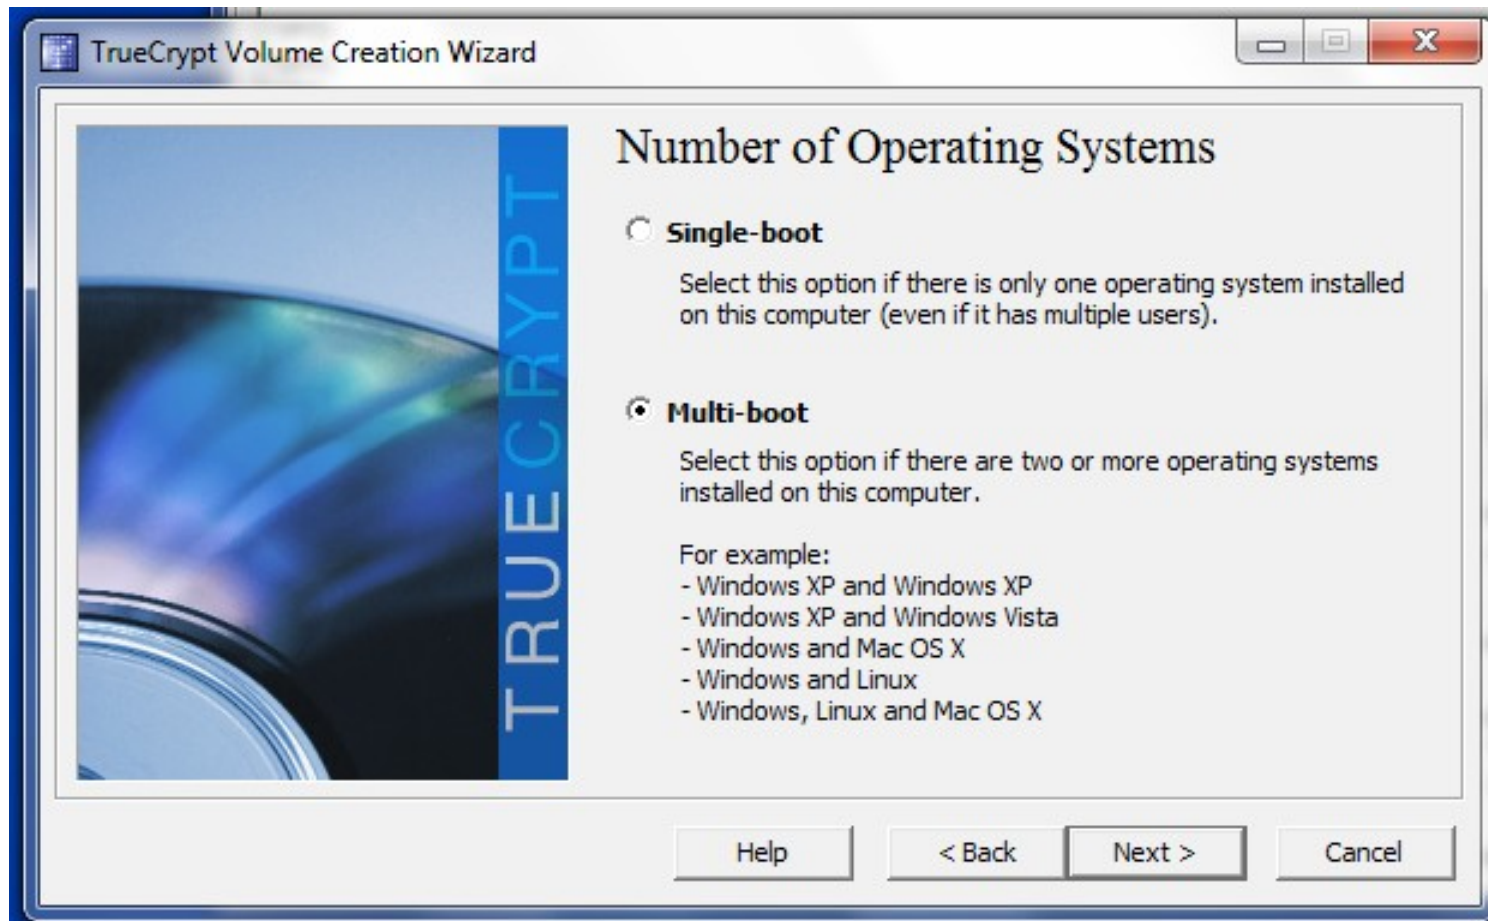 TrueCrypt Volume Creation Wizard
TRUECRYPT
Number of Operating Systems
Single-boot
Select this option if there is only one operating system installed
on this computer (even if it has multiple users).
Multi-boot
Select this option if there are two or more operating systems
installed on this computer.
For example:
- Windows XP and Windows XP
- Windows XP and Windows Vista
- Windows and Mac OS X
- Windows and Linux
- Windows, Linux and Mac OS X
Help
< Back
Next >
Cancel